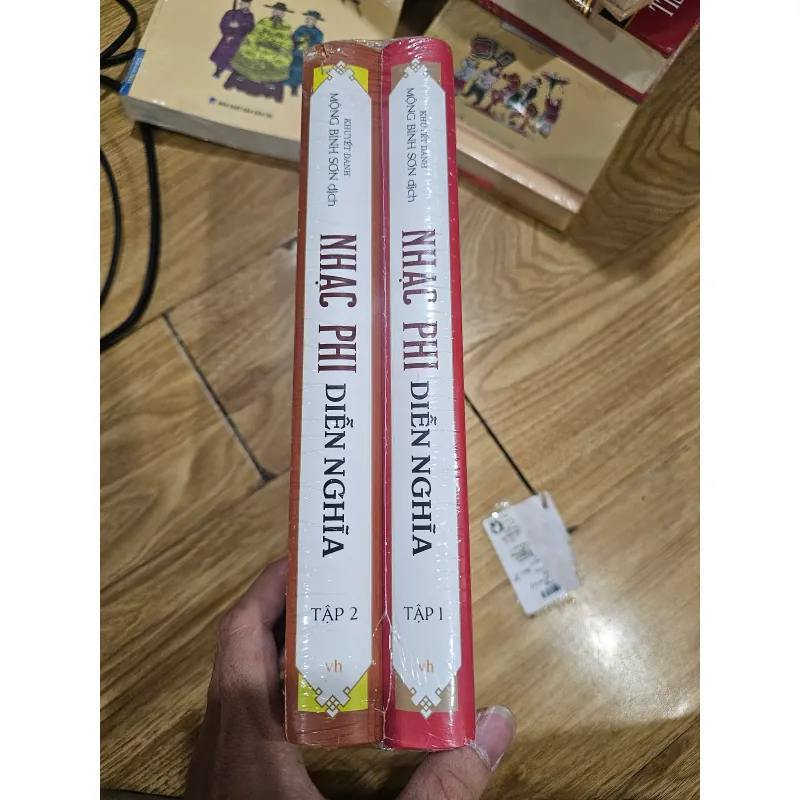 KHUYẾT DANH
MỘNG BÌNH SƠN dịch
NHẠC PHI
DIỄN NGHĨA
TẬP 2
vh
KHUYẾT DANH
MỘNG BÌNH SƠN dịch
NHẠC PHI
DIỄN NGHĨA
TẬP 1
vh